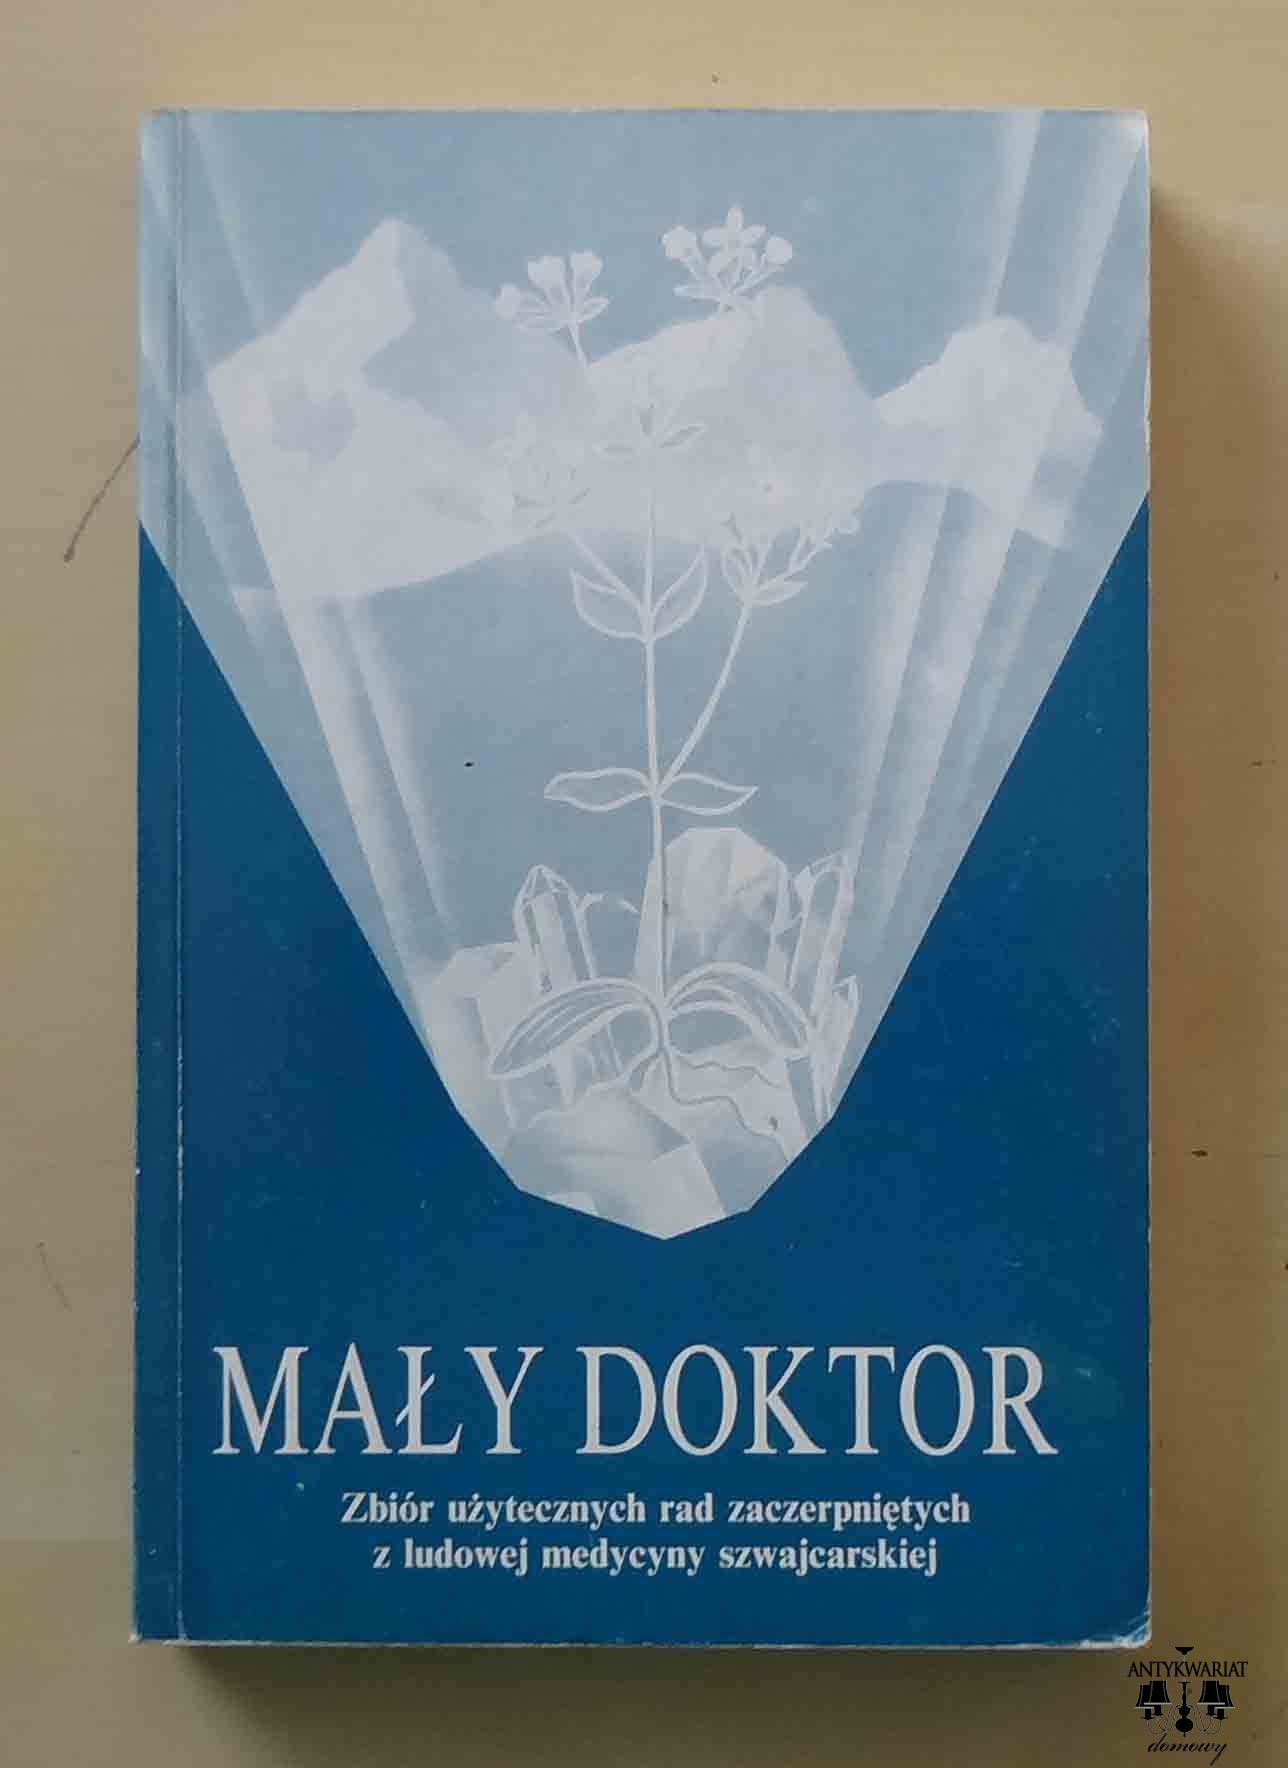 MAŁY DOKTOR
Zbiór użytecznych rad zaczerpniętych
z ludowej medycyny szwajcarskiej
ANTYKWARIAT
domowy